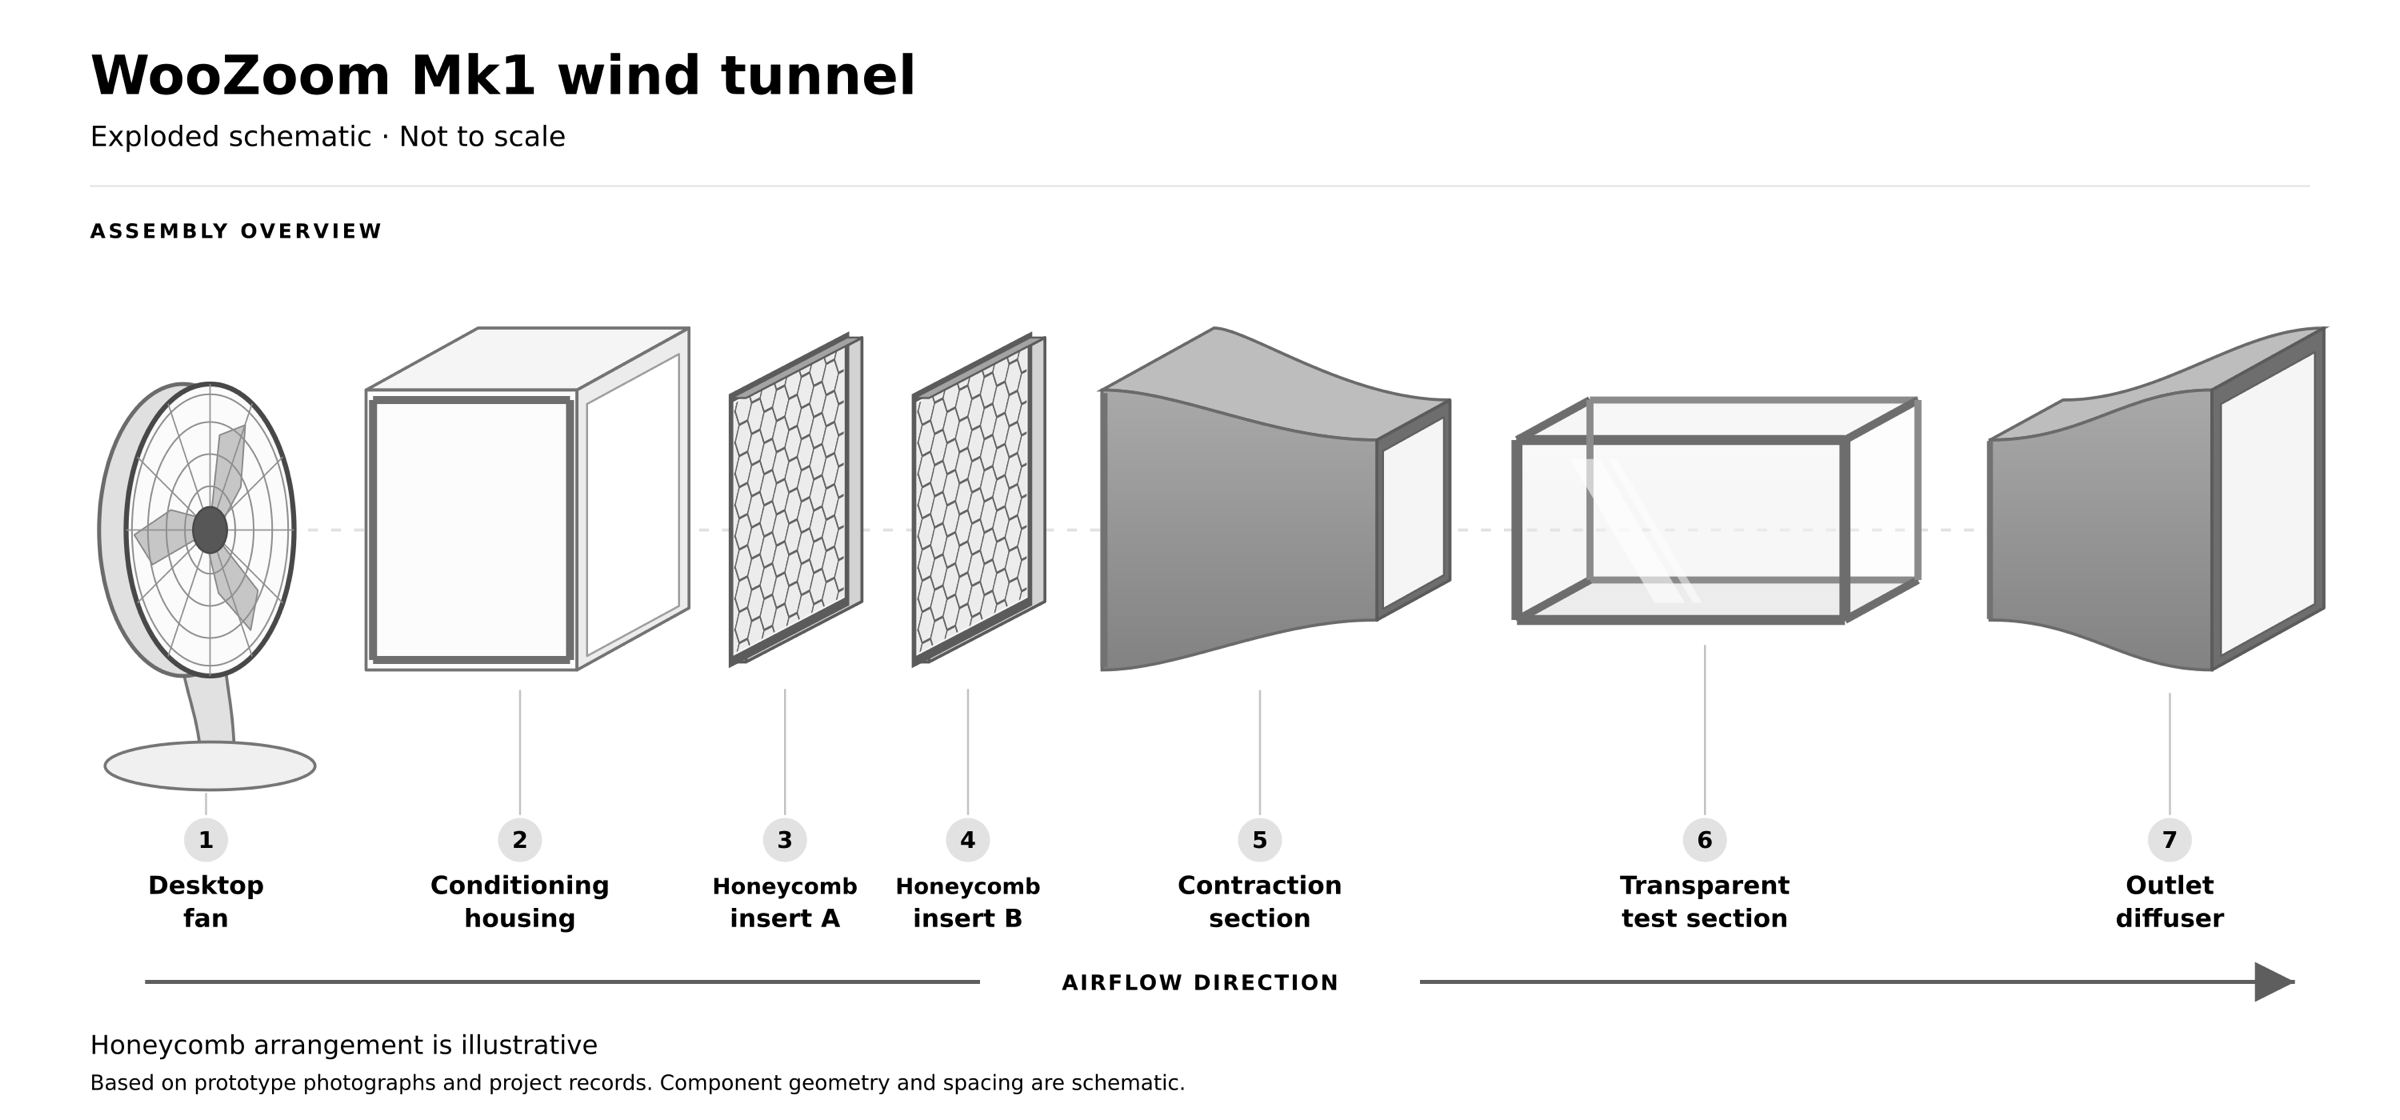 WooZoom Mk1 wind tunnel
Exploded schematic · Not to scale
ASSEMBLY OVERVIEW
1
Desktop
fan
2
Conditioning
housing
3
Honeycomb
insert A
4
Honeycomb
insert B
5
Contraction
section
6
Transparent
test section
7
Outlet
diffuser
AIRFLOW DIRECTION
Honeycomb arrangement is illustrative
Based on prototype photographs and project records. Component geometry and spacing are schematic.